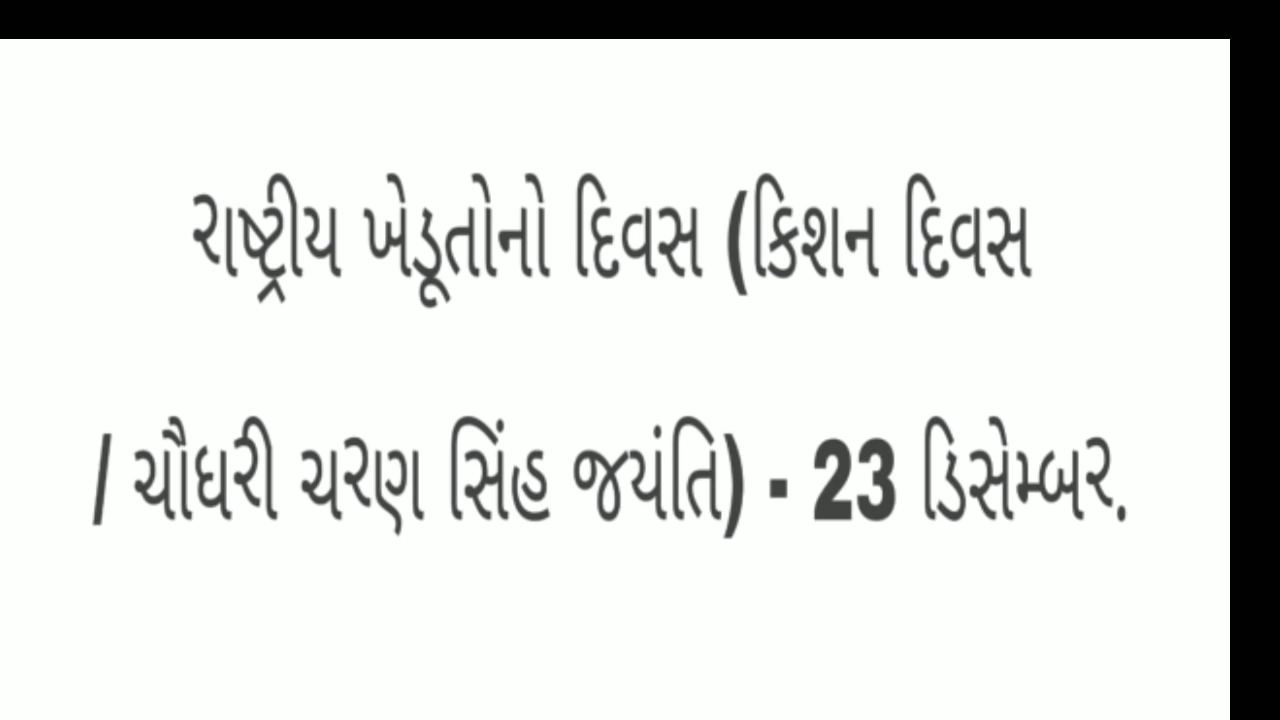 રાષ્ટ્રીય ખેડૂતોનો દિવસ (કિશન દિવસ
/ ચૌધરી ચરણ સિંહ જયંતિ) - 23 ડિસેમ્બર.